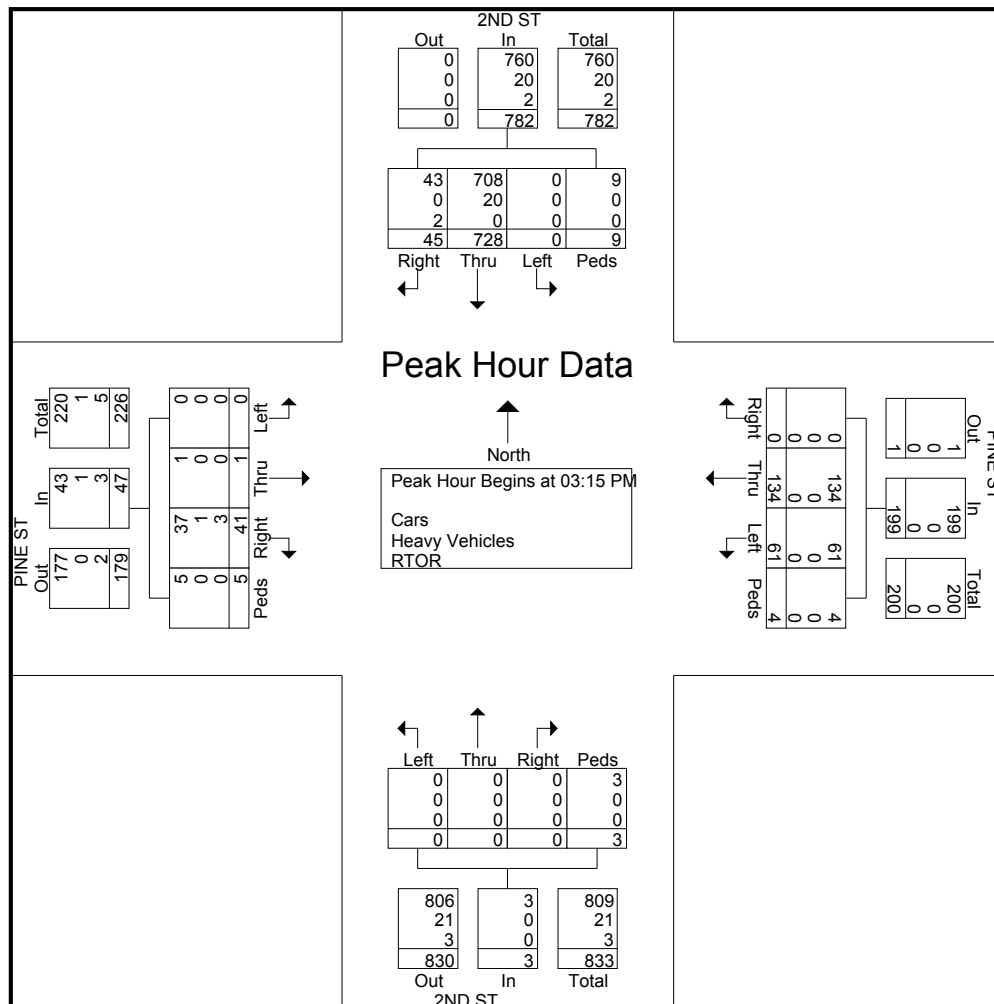 2ND ST
Out In Total
0 760 760
0 20 20
0 2 2
0 782 782
43 708 0 9
0 20 0 0
2 0 0 0
45 728 0 9
Right Thru Left Peds
Peak Hour Data
North
Peak Hour Begins at 03:15 PM
Cars
Heavy Vehicles
RTOR
PINE ST
Total
220 1 5 226
In
43 1 3 47
Out
177 0 2 179
Left
0 0 0 0
Thru
1 0 0 1
Right
37 1 3 41
Peds
5 0 0 5
PINE ST
Out
1 0 0 1
In
199 0 0 199
Total
200 0 0 200
Right
0 0 0 0
Thru
134 0 0 134
Left
61 0 0 61
Peds
4 0 0 4
Left Thru Right Peds
0 0 0 3
0 0 0 0
0 0 0 0
0 0 0 3
806 3 809
21 0 21
3 0 3
830 3 833
Out In Total
2ND ST